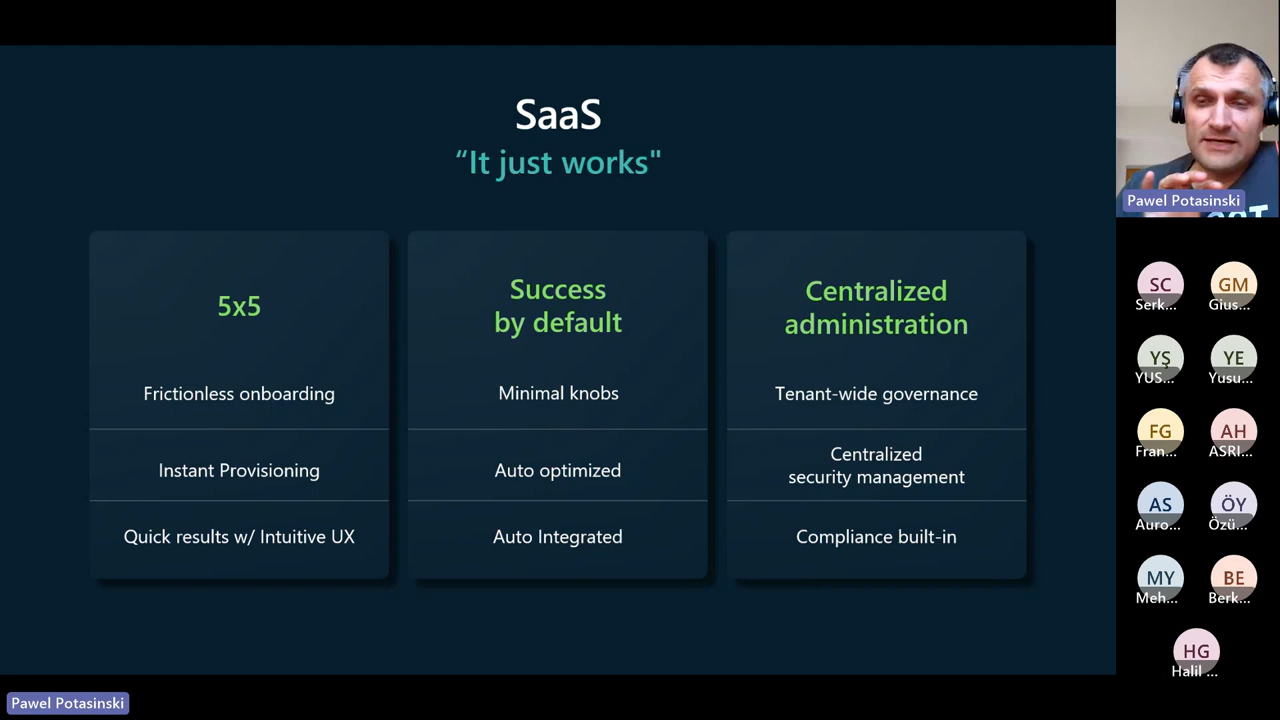 SaaS
“It just works"
5x5
Frictionless onboarding
Instant Provisioning
Quick results w/ Intuitive UX
Success
by default
Minimal knobs
Auto optimized
Auto Integrated
Centralized
administration
Tenant-wide governance
Centralized
security management
Compliance built-in
Pawel Potasinski
SC
GM
Serk...
Gius...
YŞ
YE
YUS...
Yusu...
FG
AH
Fran...
ASRI...
AS
ÖY
Auro...
Özü...
MY
BE
Meh...
Berk...
HG
Halil ...
Pawel Potasinski